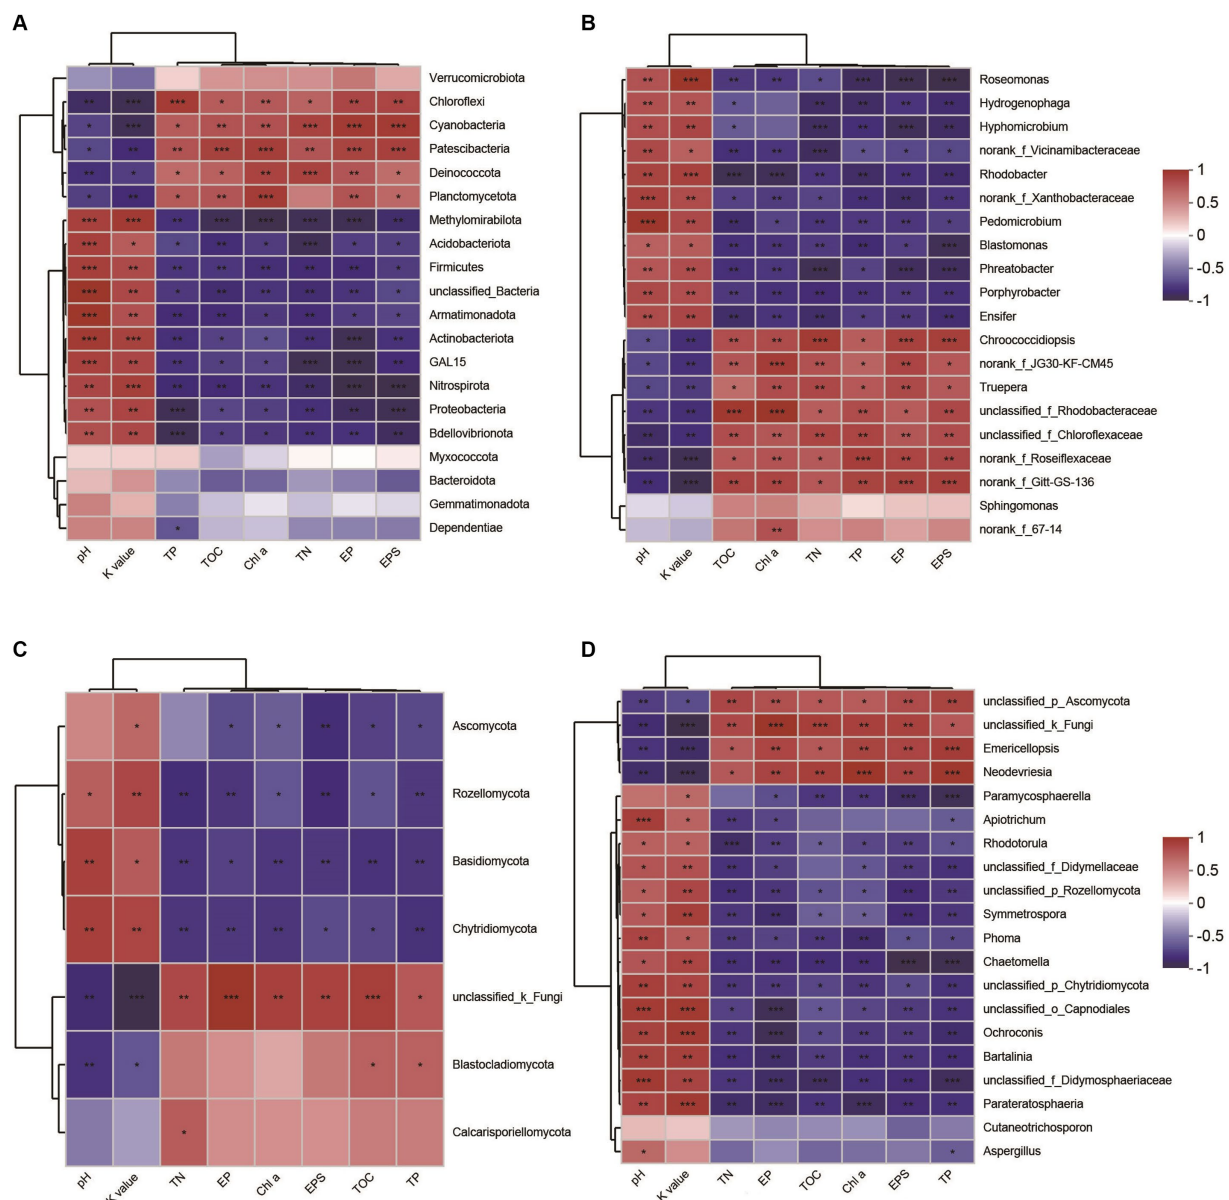 A
Verrucomicrobiota
Chloroflexi
Cyanobacteria
Patescibacteria
Deinococcota
Planctomycetota
Methylomirabilota
Acidobacteriota
Firmicutes
unclassified_Bacteria
Armatimonadota
Actinobacteriota
GAL15
Nitrospirota
Proteobacteria
Bdellovibrionota
Myxococcota
Bacteroidota
Gemmatimonadota
Dependentiae
pH
K value
TP
TOC
Chl a
TN
EP
EPS
B
Roseomonas
Hydrogenophaga
Hyphomicrobium
norank_f_Vicinamibacteraceae
Rhodobacter
norank_f_Xanthobacteraceae
Pedomicrobium
Blastomonas
Phreatobacter
Porphyrobacter
Ensifer
Chroococcidiopsis
norank_f_JG30-KF-CM45
Truepera
unclassified_f_Rhodobacteraceae
unclassified_f_Chloroflexaceae
norank_f_Roseiflexaceae
norank_f_Gitt-GS-136
Sphingomonas
norank_f_67-14
pH
K value
TOC
Chl a
TN
TP
EP
EPS
1
0.5
0
-0.5
-1
C
Ascomycota
Rozellomycota
Basidiomycota
Chytridiomycota
unclassified_k_Fungi
Blastocladiomycota
Calcarisporiellomycota
pH
K value
TN
EP
Chl a
EPS
TOC
TP
D
unclassified_p_Ascomycota
unclassified_k_Fungi
Emericellopsis
Neodevriesia
Paramycosphaerella
Apiotrichum
Rhodotorula
unclassified_f_Didymellaceae
unclassified_p_Rozellomycota
Symmetrospora
Phoma
Chaetomella
unclassified_p_Chytridiomycota
unclassified_o_Capnodiales
Ochroconis
Bartalinia
unclassified_f_Didymosphaeriaceae
Parateratosphaeria
Cutaneotrichosporon
Aspergillus
pH
K value
TN
EP
TOC
Chl a
EPS
TP
1
0.5
0
-0.5
-1